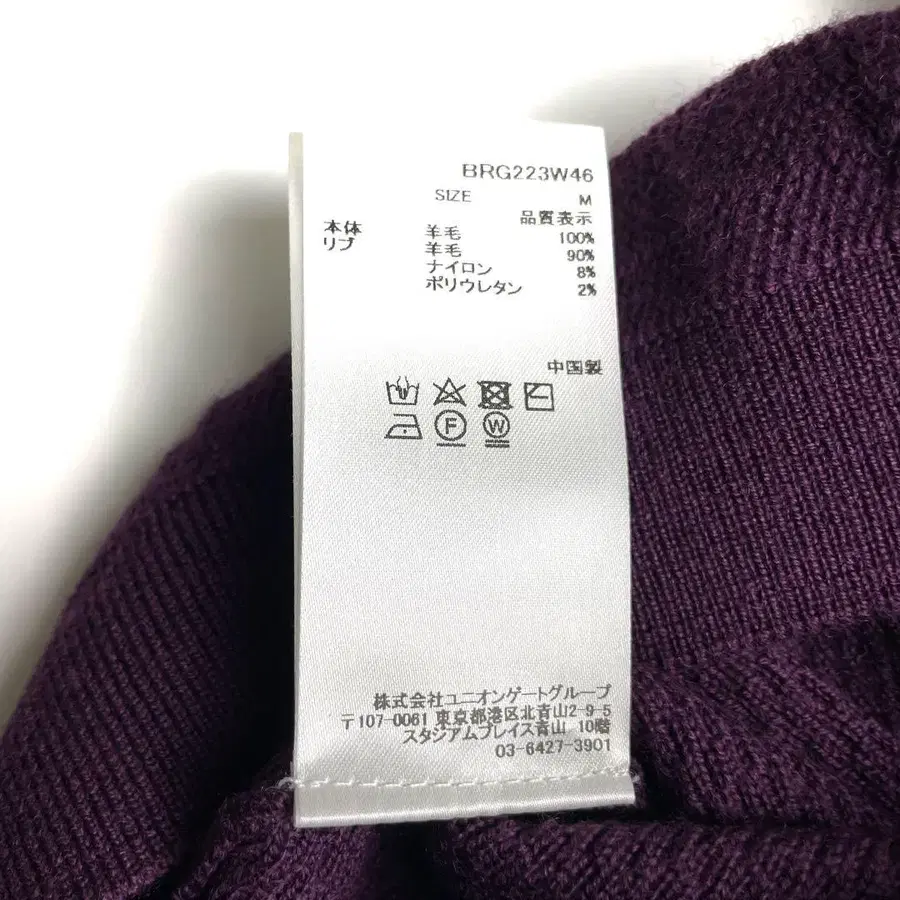 BRG223W46
SIZE M
品質表示
本体 羊毛 100%
リブ 羊毛 90%
ナイロン 8%
ポリウレタン 2%
中国製
F W
株式会社ユニオンゲートグループ
〒107-0061 東京都港区北青山2-9-5
スタジアムプレイス青山 10階
03-6427-3901